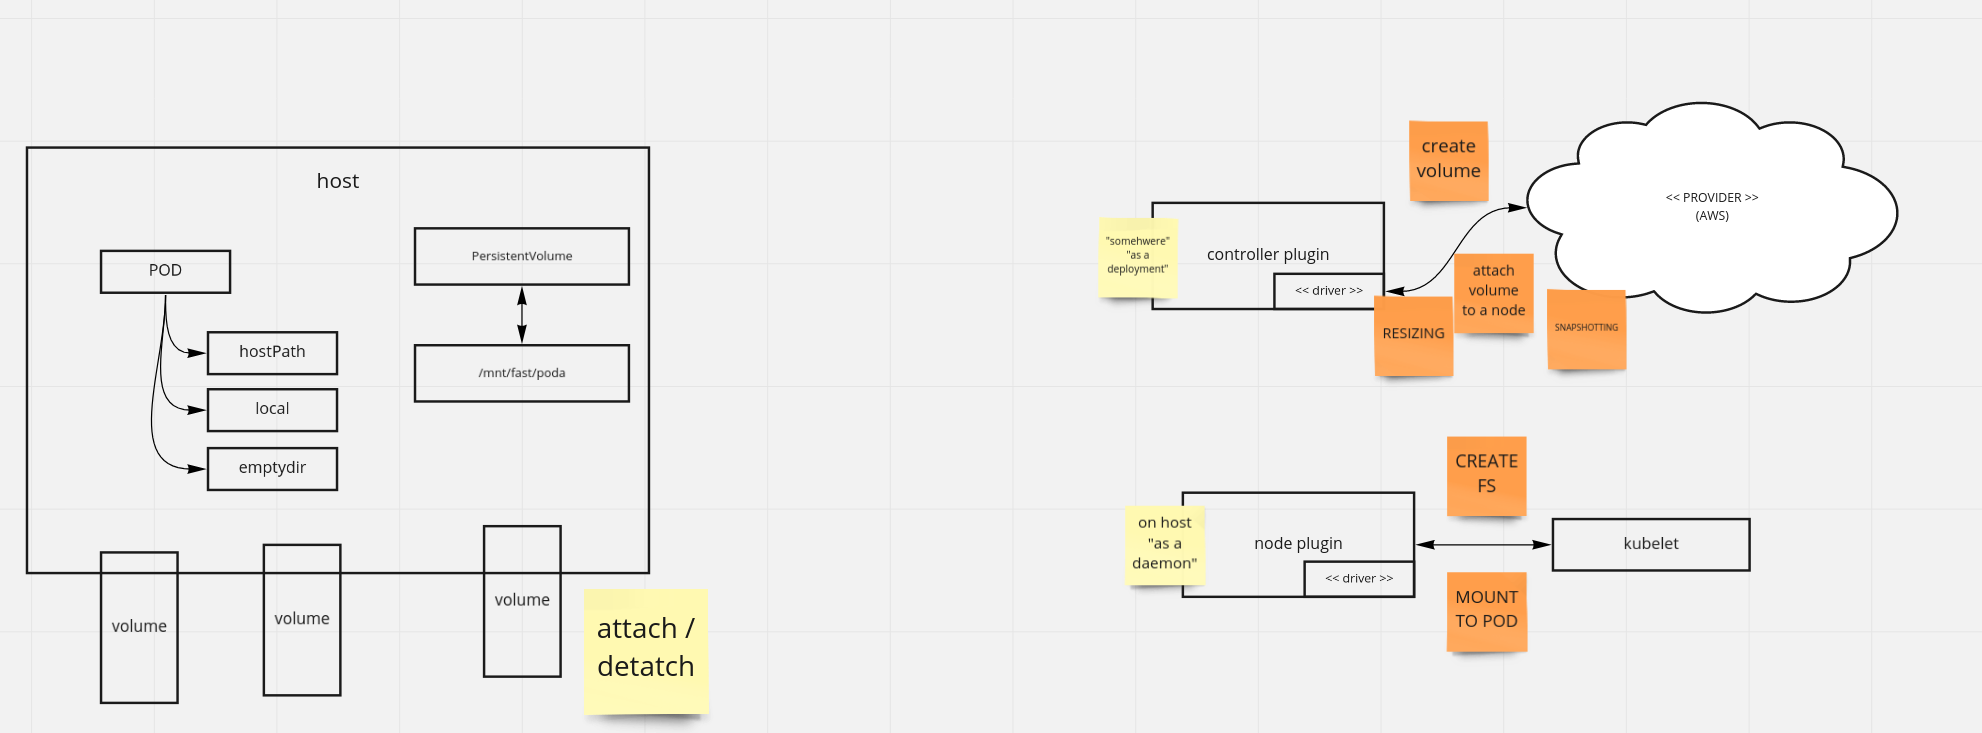 host
POD
hostPath
local
emptydir
PersistentVolume
/mnt/fast/poda
volume
volume
volume
attach /
detatch
"somehwere"
"as a
deployment"
controller plugin
<< driver >>
create
volume
<< PROVIDER >>
(AWS)
RESIZING
attach
volume
to a node
SNAPSHOTTING
on host
"as a
daemon"
node plugin
<< driver >>
CREATE
FS
MOUNT
TO POD
kubelet